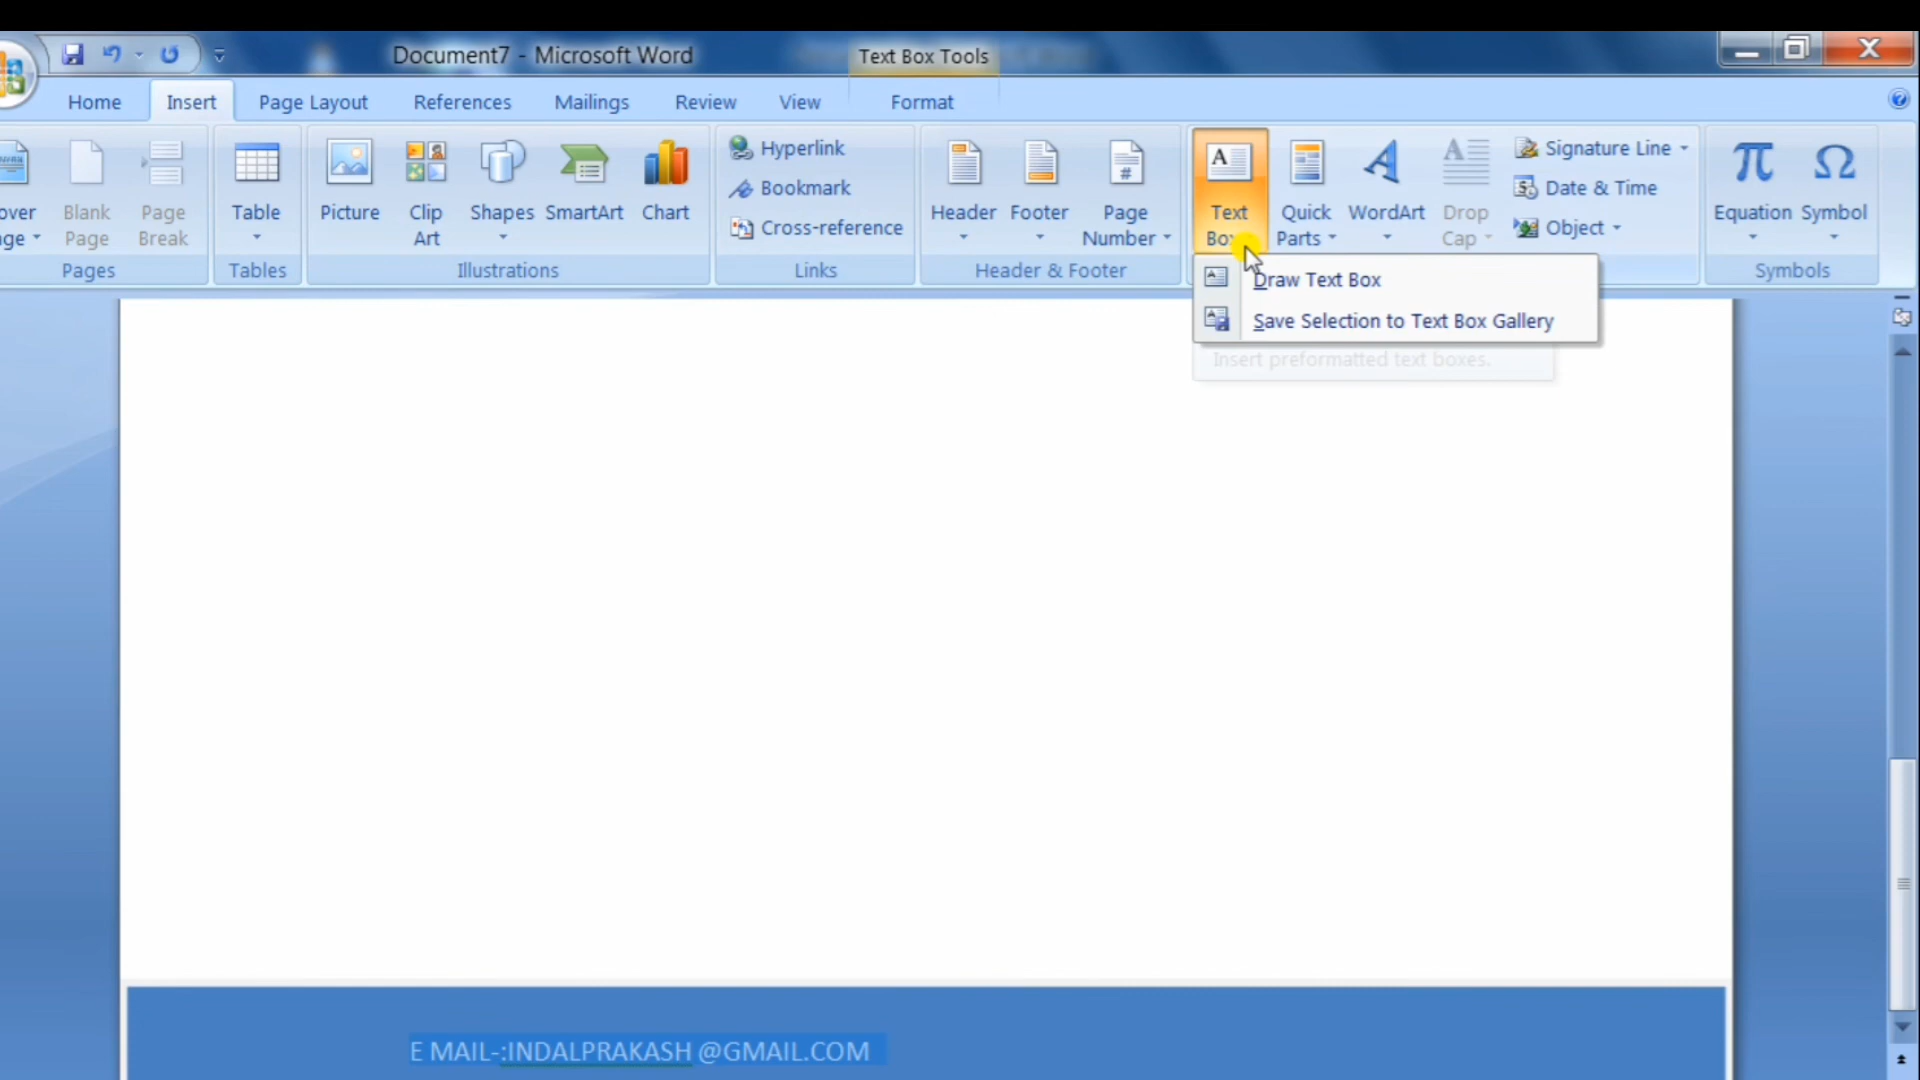 Document7 - Microsoft Word
Text Box Tools
Home Insert Page Layout References Mailings Review View Format
Blank Page
Page Break
Pages
Table
Tables
Picture
Clip Art
Shapes
SmartArt
Chart
Illustrations
Hyperlink
Bookmark
Cross-reference
Links
Header
Footer
Page Number
Header & Footer
Text
Quick Parts
WordArt
Drop Cap
Signature Line
Date & Time
Object
Equation
Symbol
Symbols
Draw Text Box
Save Selection to Text Box Gallery
Insert preformatted text boxes.
E MAIL-:INDALPRAKASH @GMAIL.COM